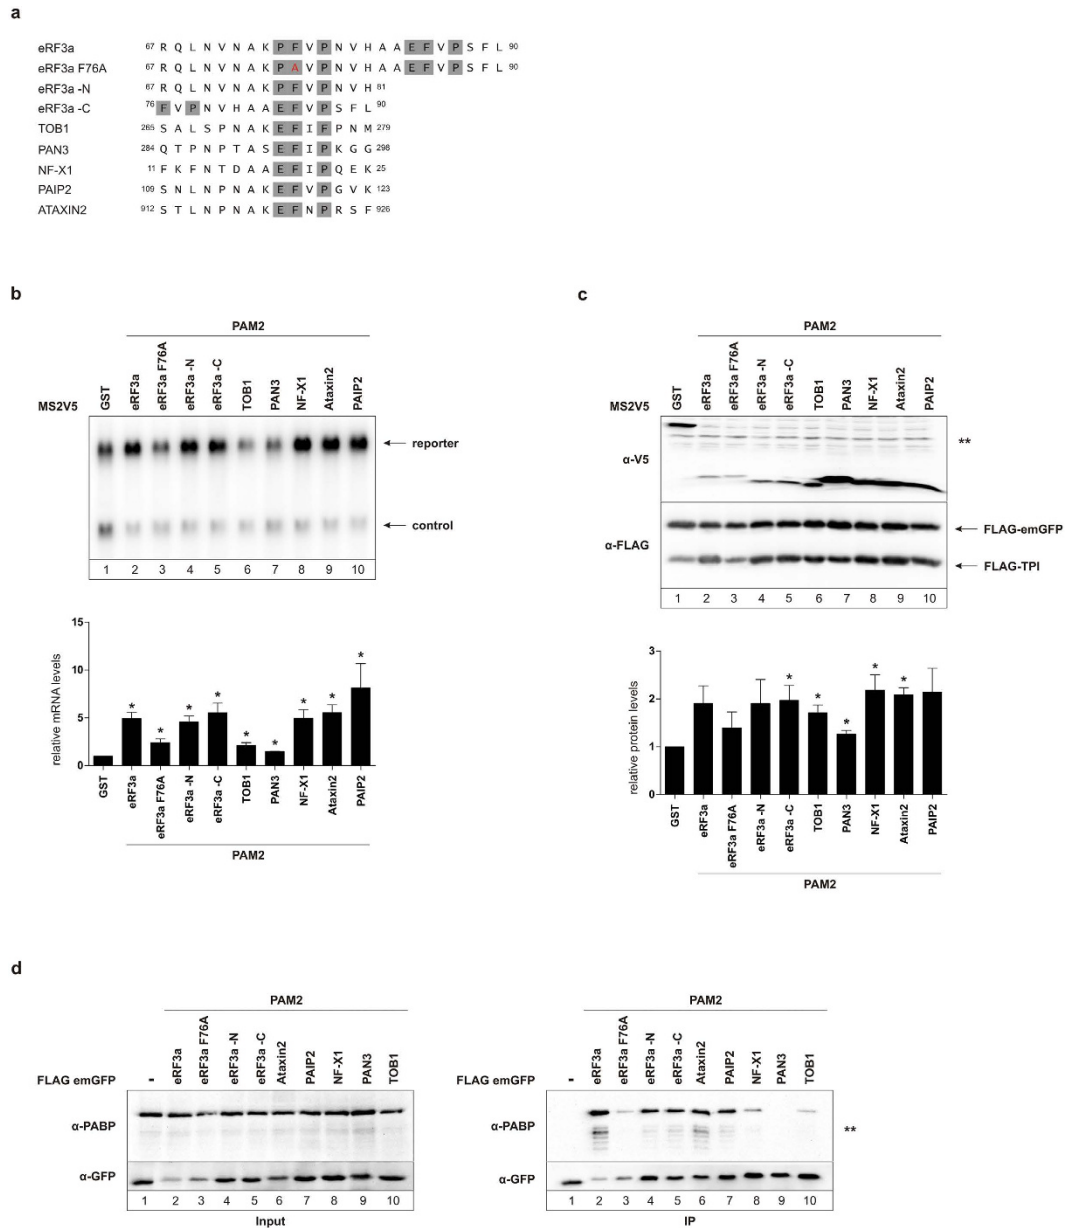 a
eRF3a 67 R Q L N V N A K P F V P N V H A A E F V P S F L 90
eRF3a F76A 67 R Q L N V N A K P A V P N V H A A E F V P S F L 90
eRF3a -N 67 R Q L N V N A K P F V P N V H 81
eRF3a -C 76 F V P N V H A A E F V P S F L 90
TOB1 265 S A L S P N A K E F I F P N M 279
PAN3 284 Q T P N P T A S E F I P K G G 298
NF-X1 11 F K F N T D A A E F I P Q E K 25
PAIP2 109 S N L N P N A K E F V P G V K 123
ATAXIN2 912 S T L N P N A K E F N P R S F 926
b
PAM2
MS2V5 GST eRF3a eRF3a F76A eRF3a -N eRF3a -C TOB1 PAN3 NF-X1 Ataxin2 PAIP2
reporter
control
1 2 3 4 5 6 7 8 9 10
relative mRNA levels
15
10
5
0
* * * * * * * * *
GST eRF3a eRF3a F76A eRF3a -N eRF3a -C TOB1 PAN3 NF-X1 Ataxin2 PAIP2
PAM2
c
PAM2
MS2V5 GST eRF3a eRF3a F76A eRF3a -N eRF3a -C TOB1 PAN3 NF-X1 Ataxin2 PAIP2
α-V5
**
α-FLAG
FLAG-emGFP
FLAG-TPI
1 2 3 4 5 6 7 8 9 10
relative protein levels
3
2
1
0
* * * * *
GST eRF3a eRF3a F76A eRF3a -N eRF3a -C TOB1 PAN3 NF-X1 Ataxin2 PAIP2
PAM2
d
PAM2
FLAG emGFP - eRF3a eRF3a F76A eRF3a -N eRF3a -C Ataxin2 PAIP2 NF-X1 PAN3 TOB1
α-PABP
α-GFP
1 2 3 4 5 6 7 8 9 10
Input
PAM2
FLAG emGFP - eRF3a eRF3a F76A eRF3a -N eRF3a -C Ataxin2 PAIP2 NF-X1 PAN3 TOB1
α-PABP
**
α-GFP
1 2 3 4 5 6 7 8 9 10
IP